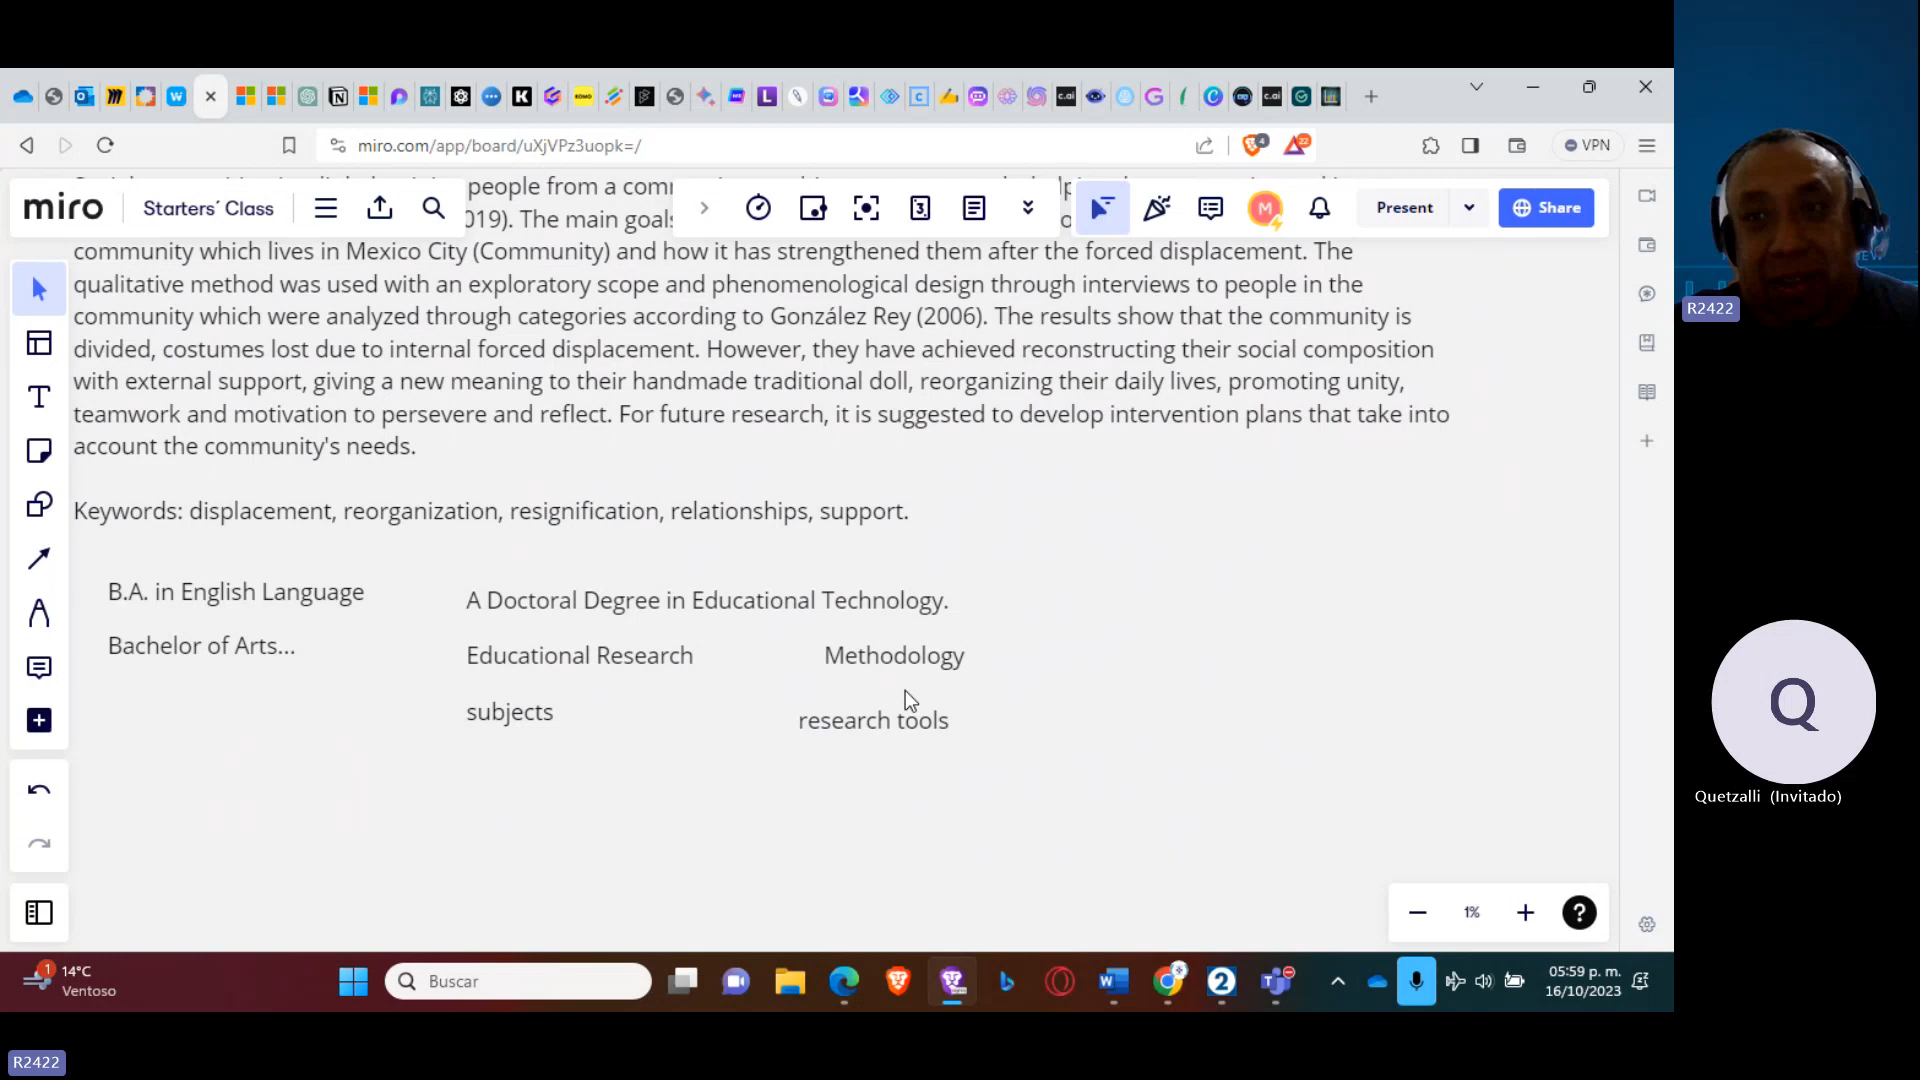 miro.com/app/board/uXjVPz3uopk=/
VPN
people from a
miro
Starters´ Class
2019). The main goals
Present
Share
community which lives in Mexico City (Community) and how it has strengthened them after the forced displacement. The
qualitative method was used with an exploratory scope and phenomenological design through interviews to people in the
community which were analyzed through categories according to González Rey (2006). The results show that the community is
divided, costumes lost due to internal forced displacement. However, they have achieved reconstructing their social composition
with external support, giving a new meaning to their handmade traditional doll, reorganizing their daily lives, promoting unity,
teamwork and motivation to persevere and reflect. For future research, it is suggested to develop intervention plans that take into
account the community's needs.
Keywords: displacement, reorganization, resignification, relationships, support.
B.A. in English Language
A Doctoral Degree in Educational Technology.
Bachelor of Arts...
Educational Research
Methodology
subjects
research tools
1%
R2422
Q
Quetzalli (Invitado)
14°C
Ventoso
Buscar
05:59 p. m.
16/10/2023
R2422